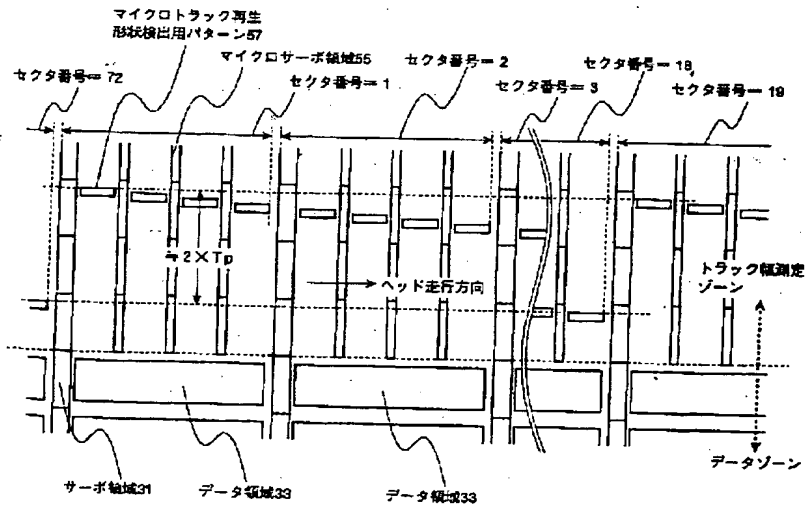 マイクロトラック再生
形状検出用パターン57
マイクロサーボ領域55
セクタ番号=72
セクタ番号=1
セクタ番号=2
セクタ番号=3
セクタ番号=18
セクタ番号=19
≒2×Tp
ヘッド走行方向
トラック幅測定
ゾーン
データゾーン
サーボ領域31
データ領域33
データ領域33